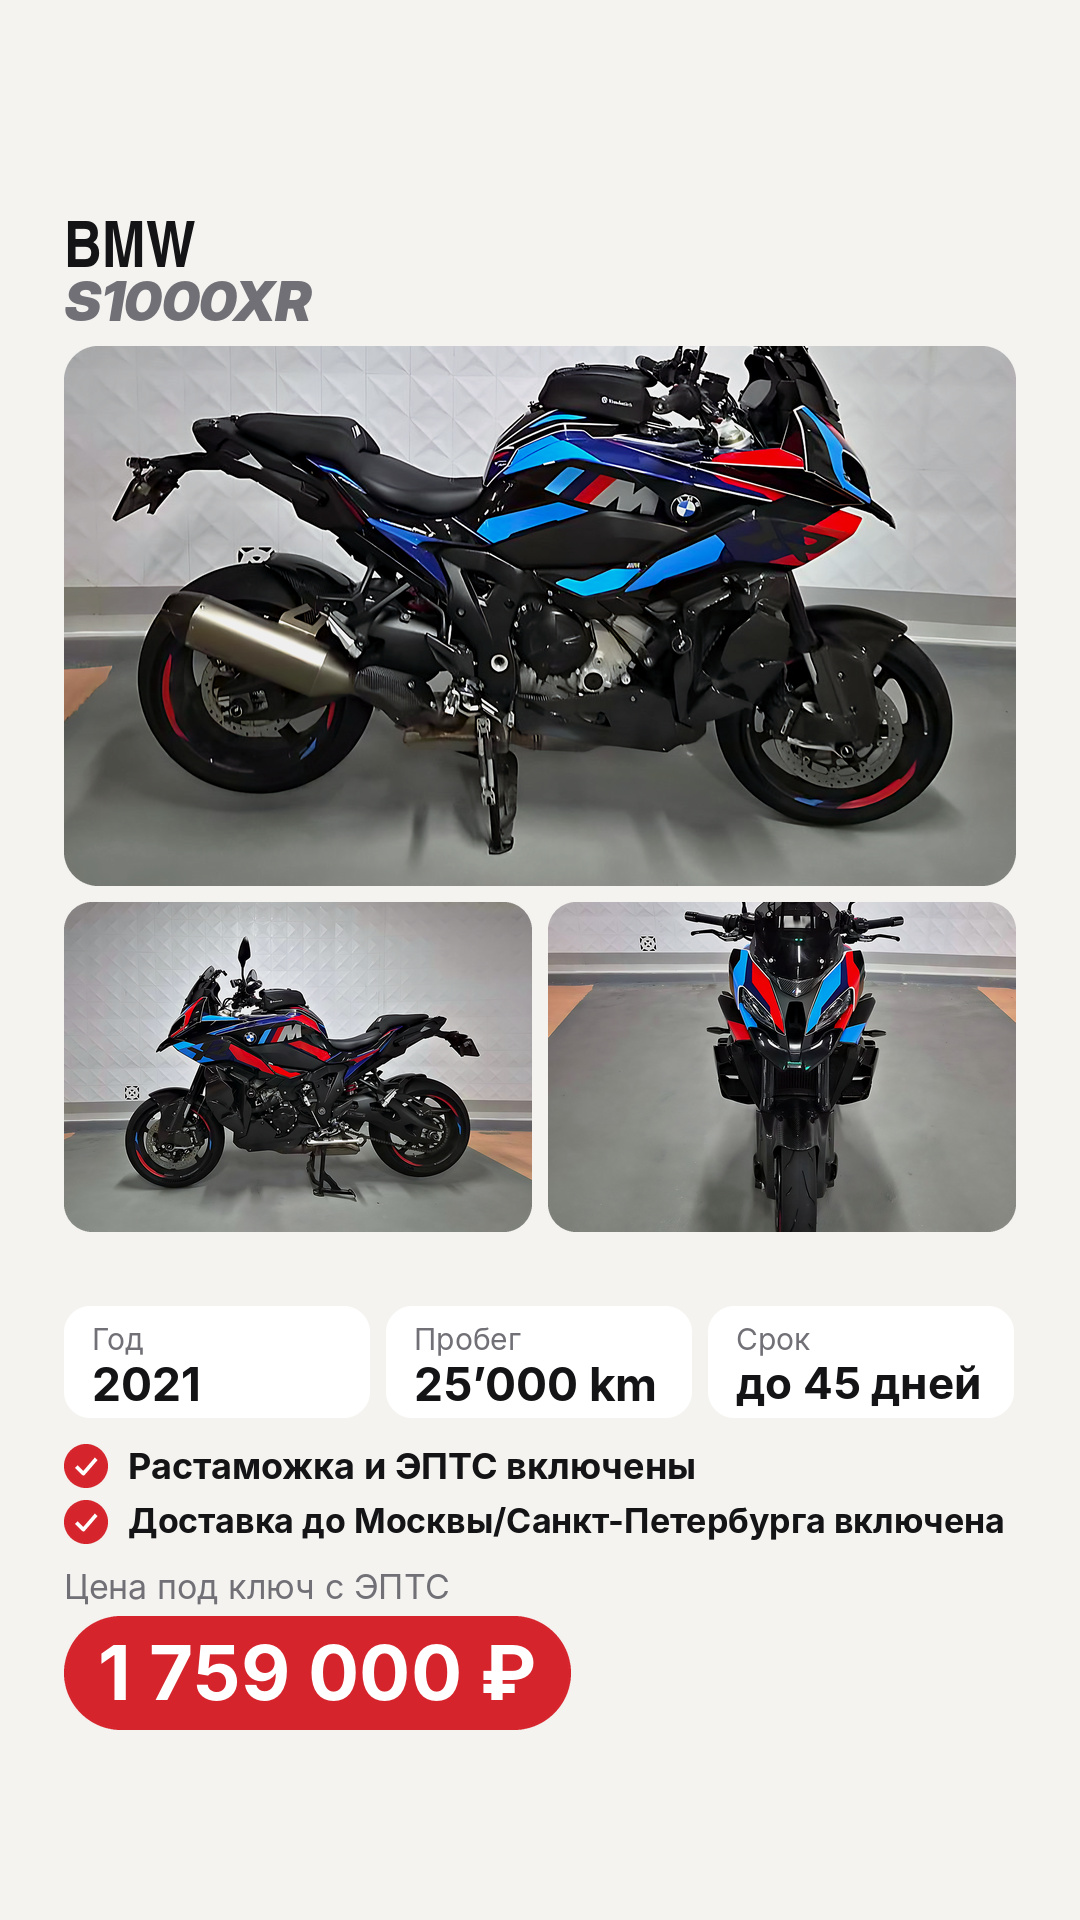 BMW
S1000XR
M
Год
2021
Пробег
25’000 km
Срок
до 45 дней
Растаможка и ЭПТС включены
Доставка до Москвы/Санкт-Петербурга включена
Цена под ключ с ЭПТС
1 759 000 ₽